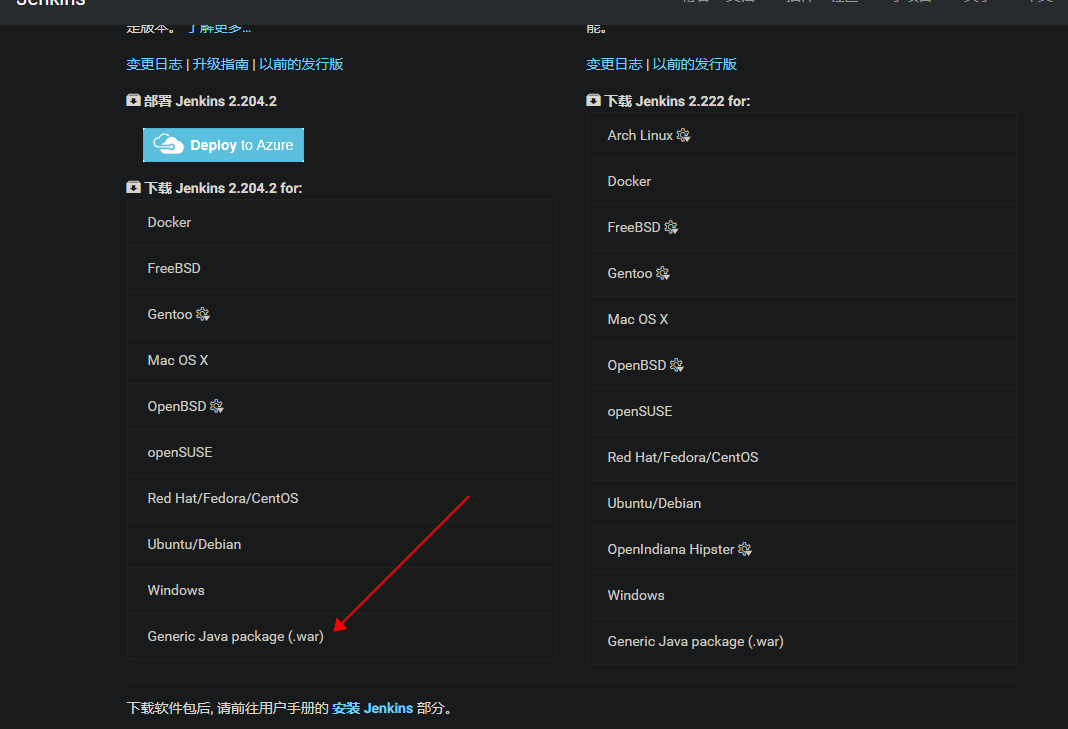 Jenkins
是版本。 了解更多...
变更日志 | 升级指南 | 以前的发行版
部署 Jenkins 2.204.2
Deploy to Azure
下载 Jenkins 2.204.2 for:
Docker
FreeBSD
Gentoo
Mac OS X
OpenBSD
openSUSE
Red Hat/Fedora/CentOS
Ubuntu/Debian
Windows
Generic Java package (.war)
能。
变更日志 | 以前的发行版
下载 Jenkins 2.222 for:
Arch Linux
Docker
FreeBSD
Gentoo
Mac OS X
OpenBSD
openSUSE
Red Hat/Fedora/CentOS
Ubuntu/Debian
OpenIndiana Hipster
Windows
Generic Java package (.war)
下载软件包后, 请前往用户手册的 安装 Jenkins 部分。